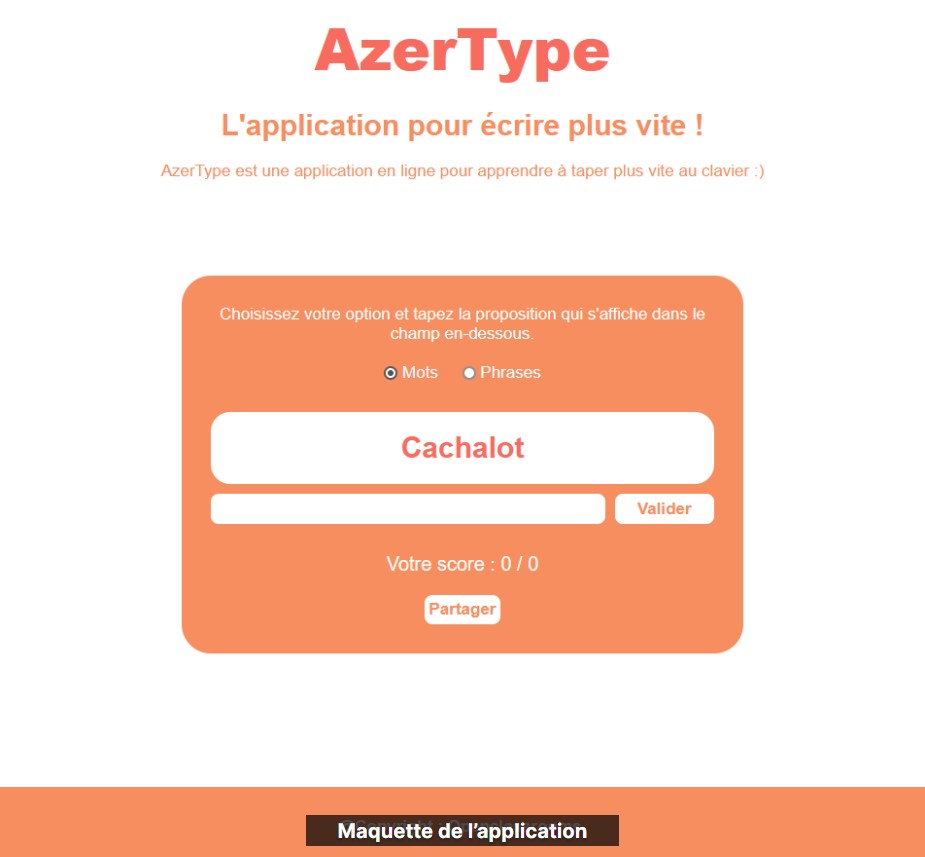 AzerType
L'application pour écrire plus vite !
AzerType est une application en ligne pour apprendre à taper plus vite au clavier :)
Choisissez votre option et tapez la proposition qui s'affiche dans le
champ en-dessous.
Mots Phrases
Cachalot
Valider
Votre score : 0 / 0
Partager
Maquette de l'application